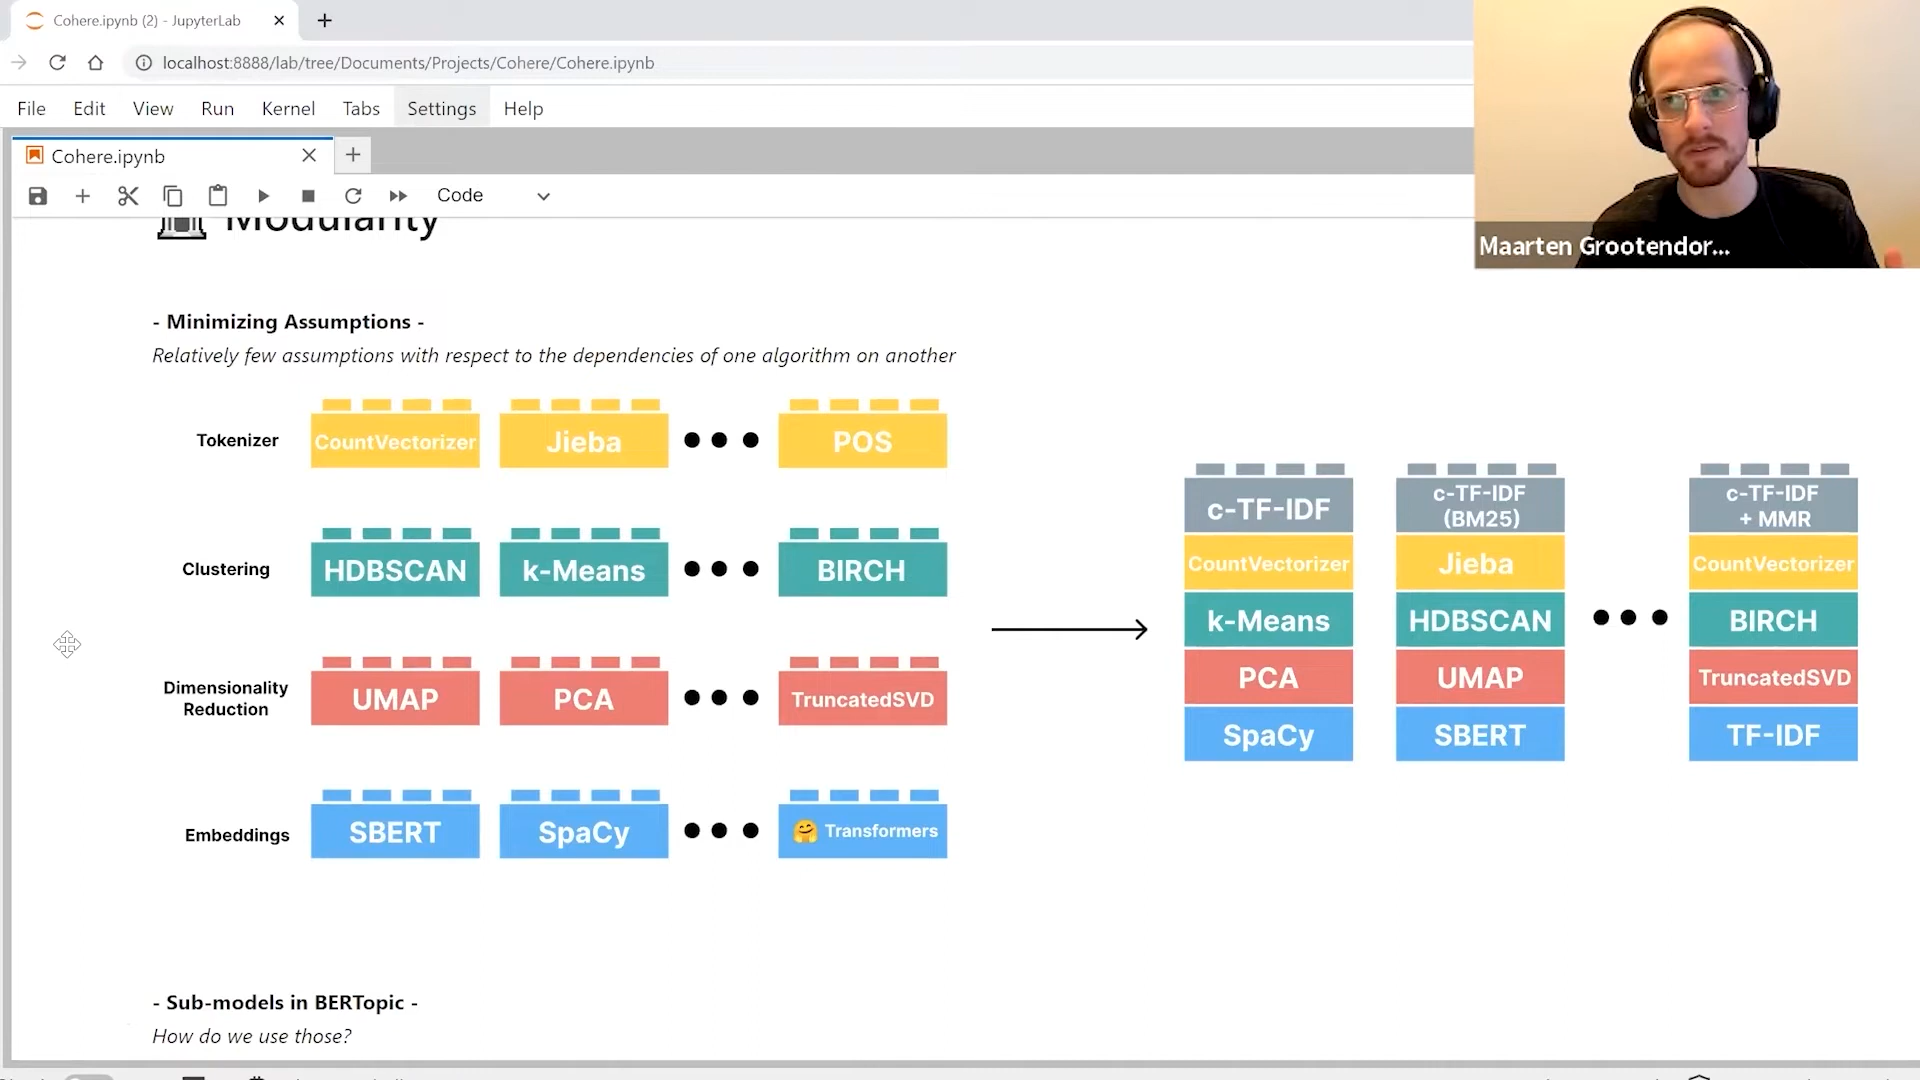 Cohere.ipynb (2) - JupyterLab
localhost:8888/lab/tree/Documents/Projects/Cohere/Cohere.ipynb
File Edit View Run Kernel Tabs Settings Help
Cohere.ipynb
Code
Maarten Grootendor...
Modularity
- Minimizing Assumptions -
Relatively few assumptions with respect to the dependencies of one algorithm on another
Tokenizer CountVectorizer Jieba POS
Clustering HDBSCAN k-Means BIRCH
Dimensionality
Reduction
UMAP PCA TruncatedSVD
Embeddings SBERT SpaCy Transformers
c-TF-IDF
CountVectorizer
k-Means
PCA
SpaCy
c-TF-IDF
(BM25)
Jieba
HDBSCAN
UMAP
SBERT
c-TF-IDF
+ MMR
CountVectorizer
BIRCH
TruncatedSVD
TF-IDF
- Sub-models in BERTopic -
How do we use those?